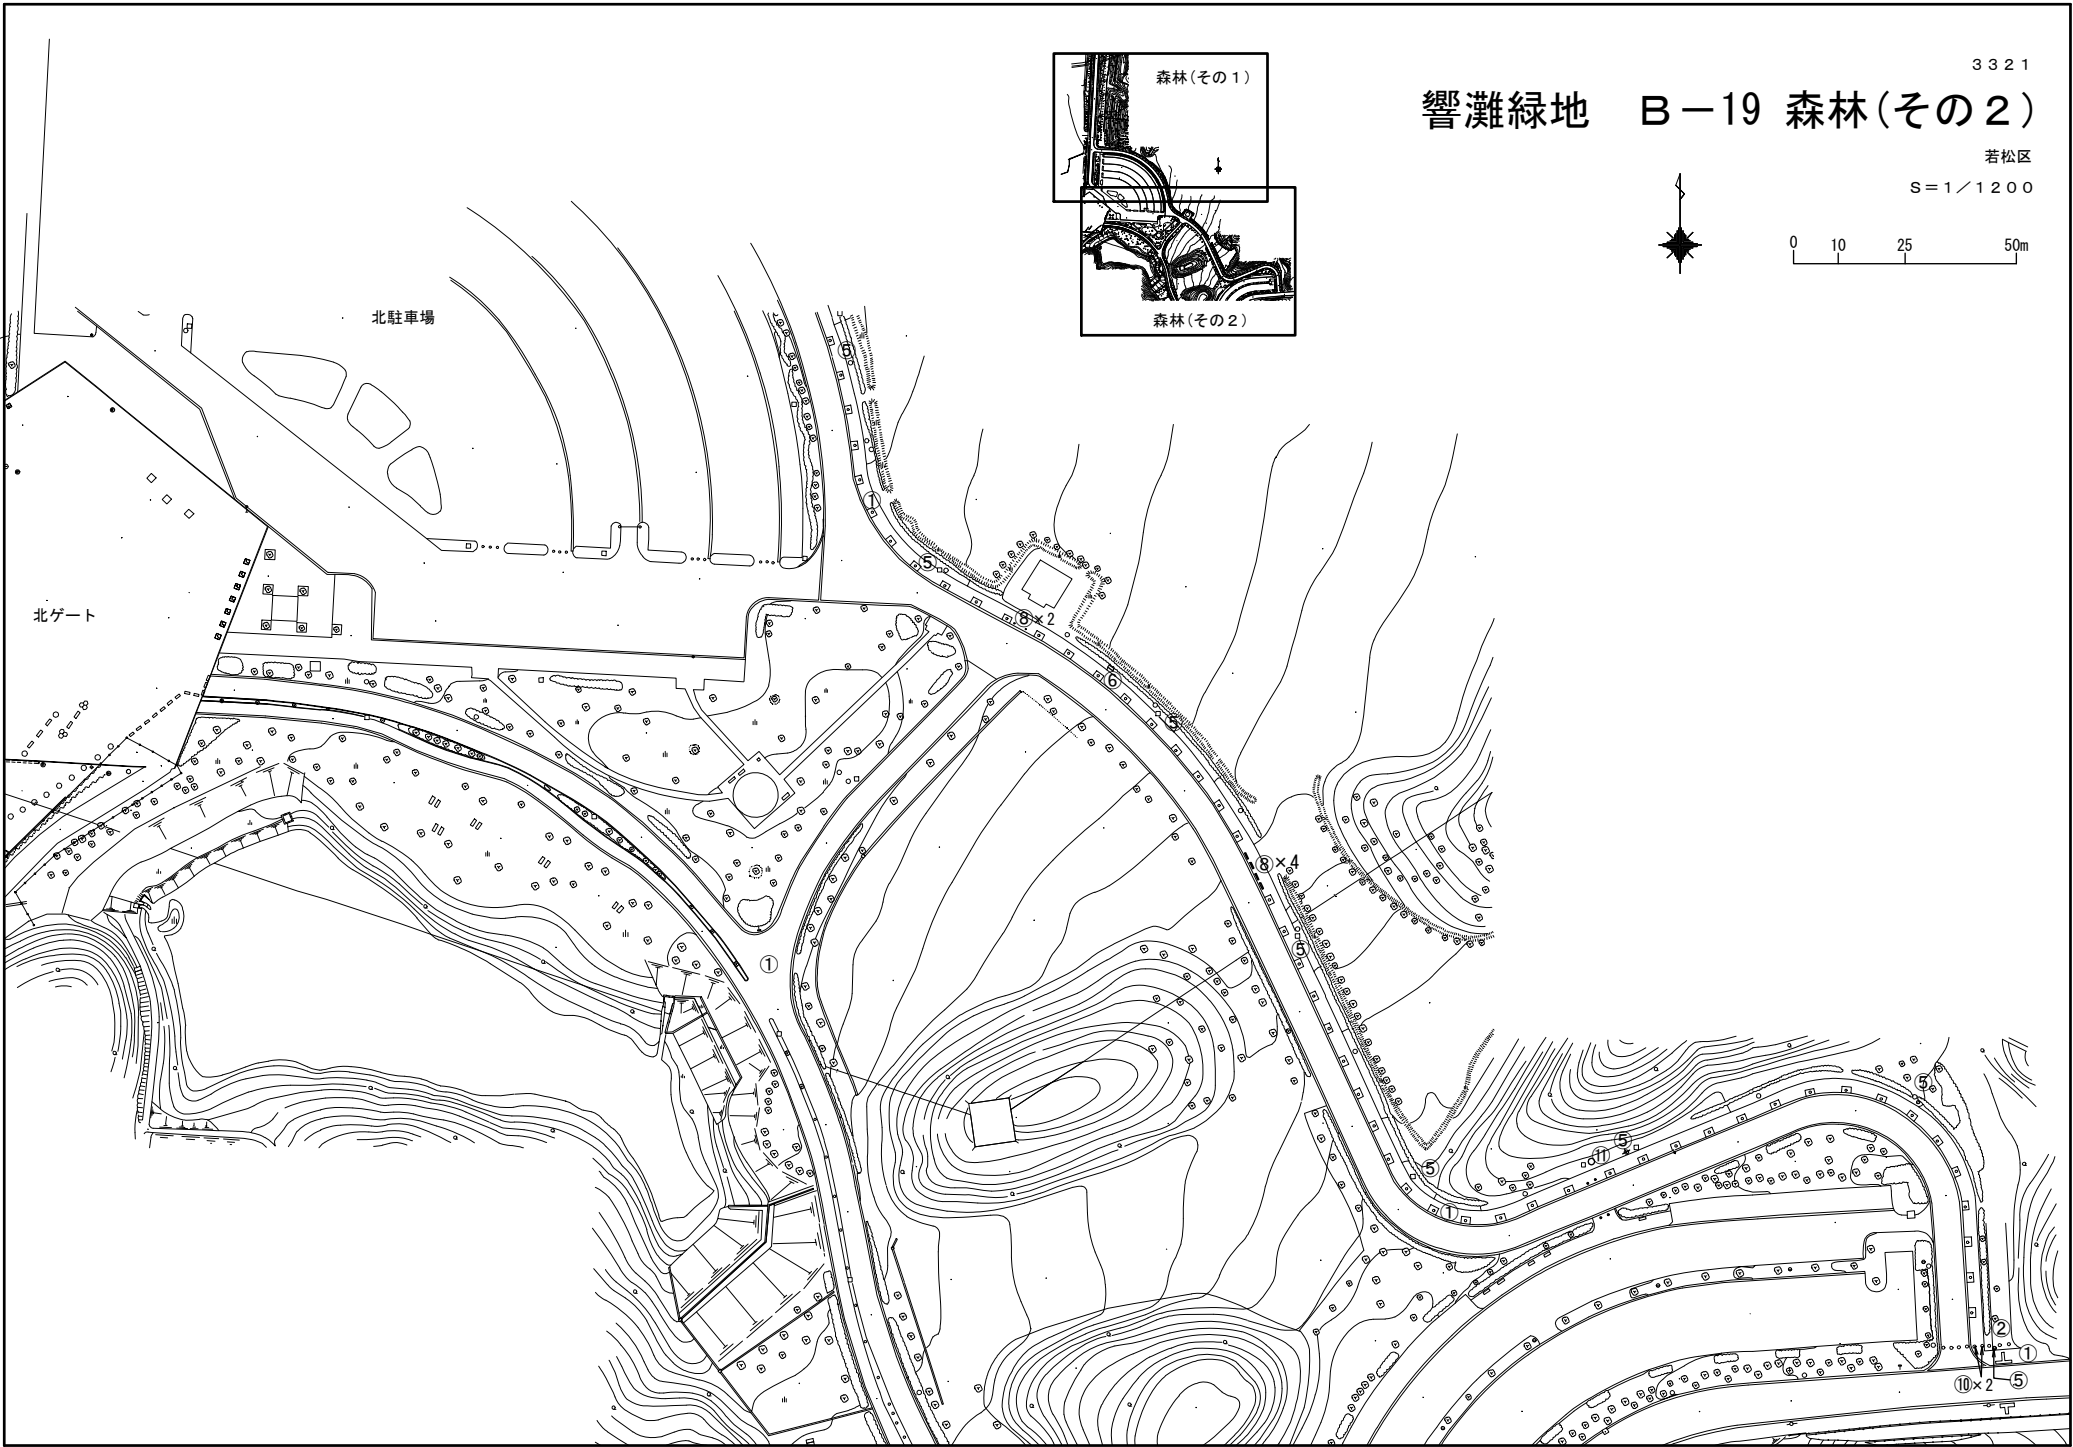 3321
響灘緑地　B－19 森林(その2)
若松区
S=1/1200
0 10 25 50m
森林(その1)
森林(その2)
北駐車場
⑤
①
⑤
北ゲート
⑧×2
⑥
⑤
⑧×4
⑤
①
⑤
⑤
⑪
⑤
①
②
①
⑩×2
⑤